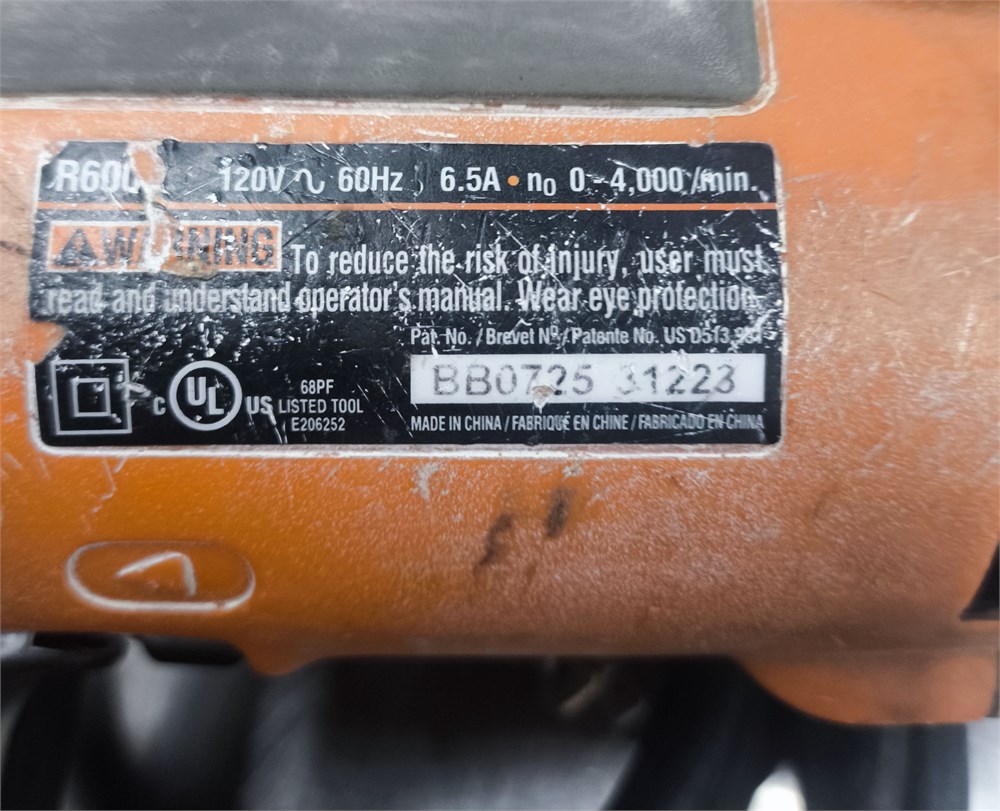 120V ∿ 60Hz 6.5A • n₀ 0-4,000/min.
WARNING To reduce the risk of injury, user must
read and understand operator's manual. Wear eye protection.
Pat. No. / Brevet Nº / Patente No. US D513,
BB0725 31223
c UL US
68PF
LISTED TOOL
E206252
MADE IN CHINA / FABRIQUÉ EN CHINE / FABRICADO EN CHINA